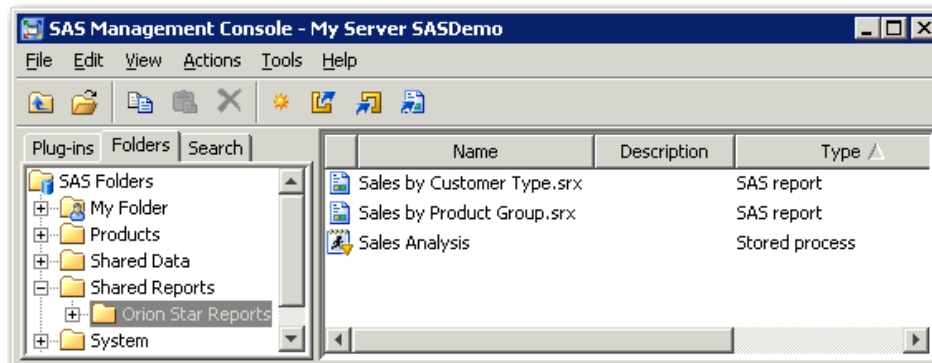 SAS Management Console - My Server SASDemo
File Edit View Actions Tools Help
Plug-ins Folders Search
SAS Folders
My Folder
Products
Shared Data
Shared Reports
Orion Star Reports
System
Name Description Type
Sales by Customer Type.srx SAS report
Sales by Product Group.srx SAS report
Sales Analysis Stored process